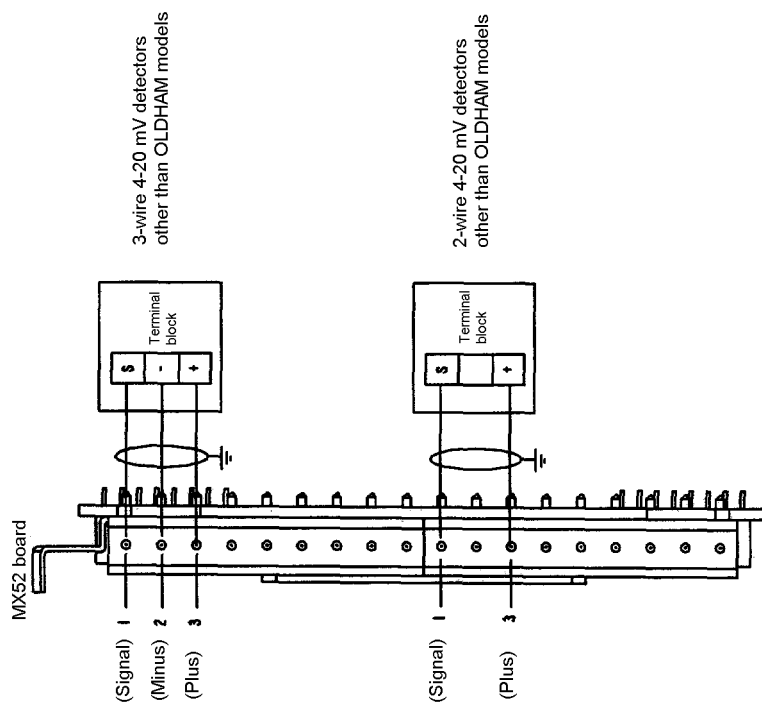 MX52 board
3-wire 4-20 mV detectors
other than OLDHAM models
Terminal
block
S
-
+
(Signal) 1
(Minus) 2
(Plus) 3
2-wire 4-20 mV detectors
other than OLDHAM models
Terminal
block
S
+
(Signal) 1
(Plus) 3